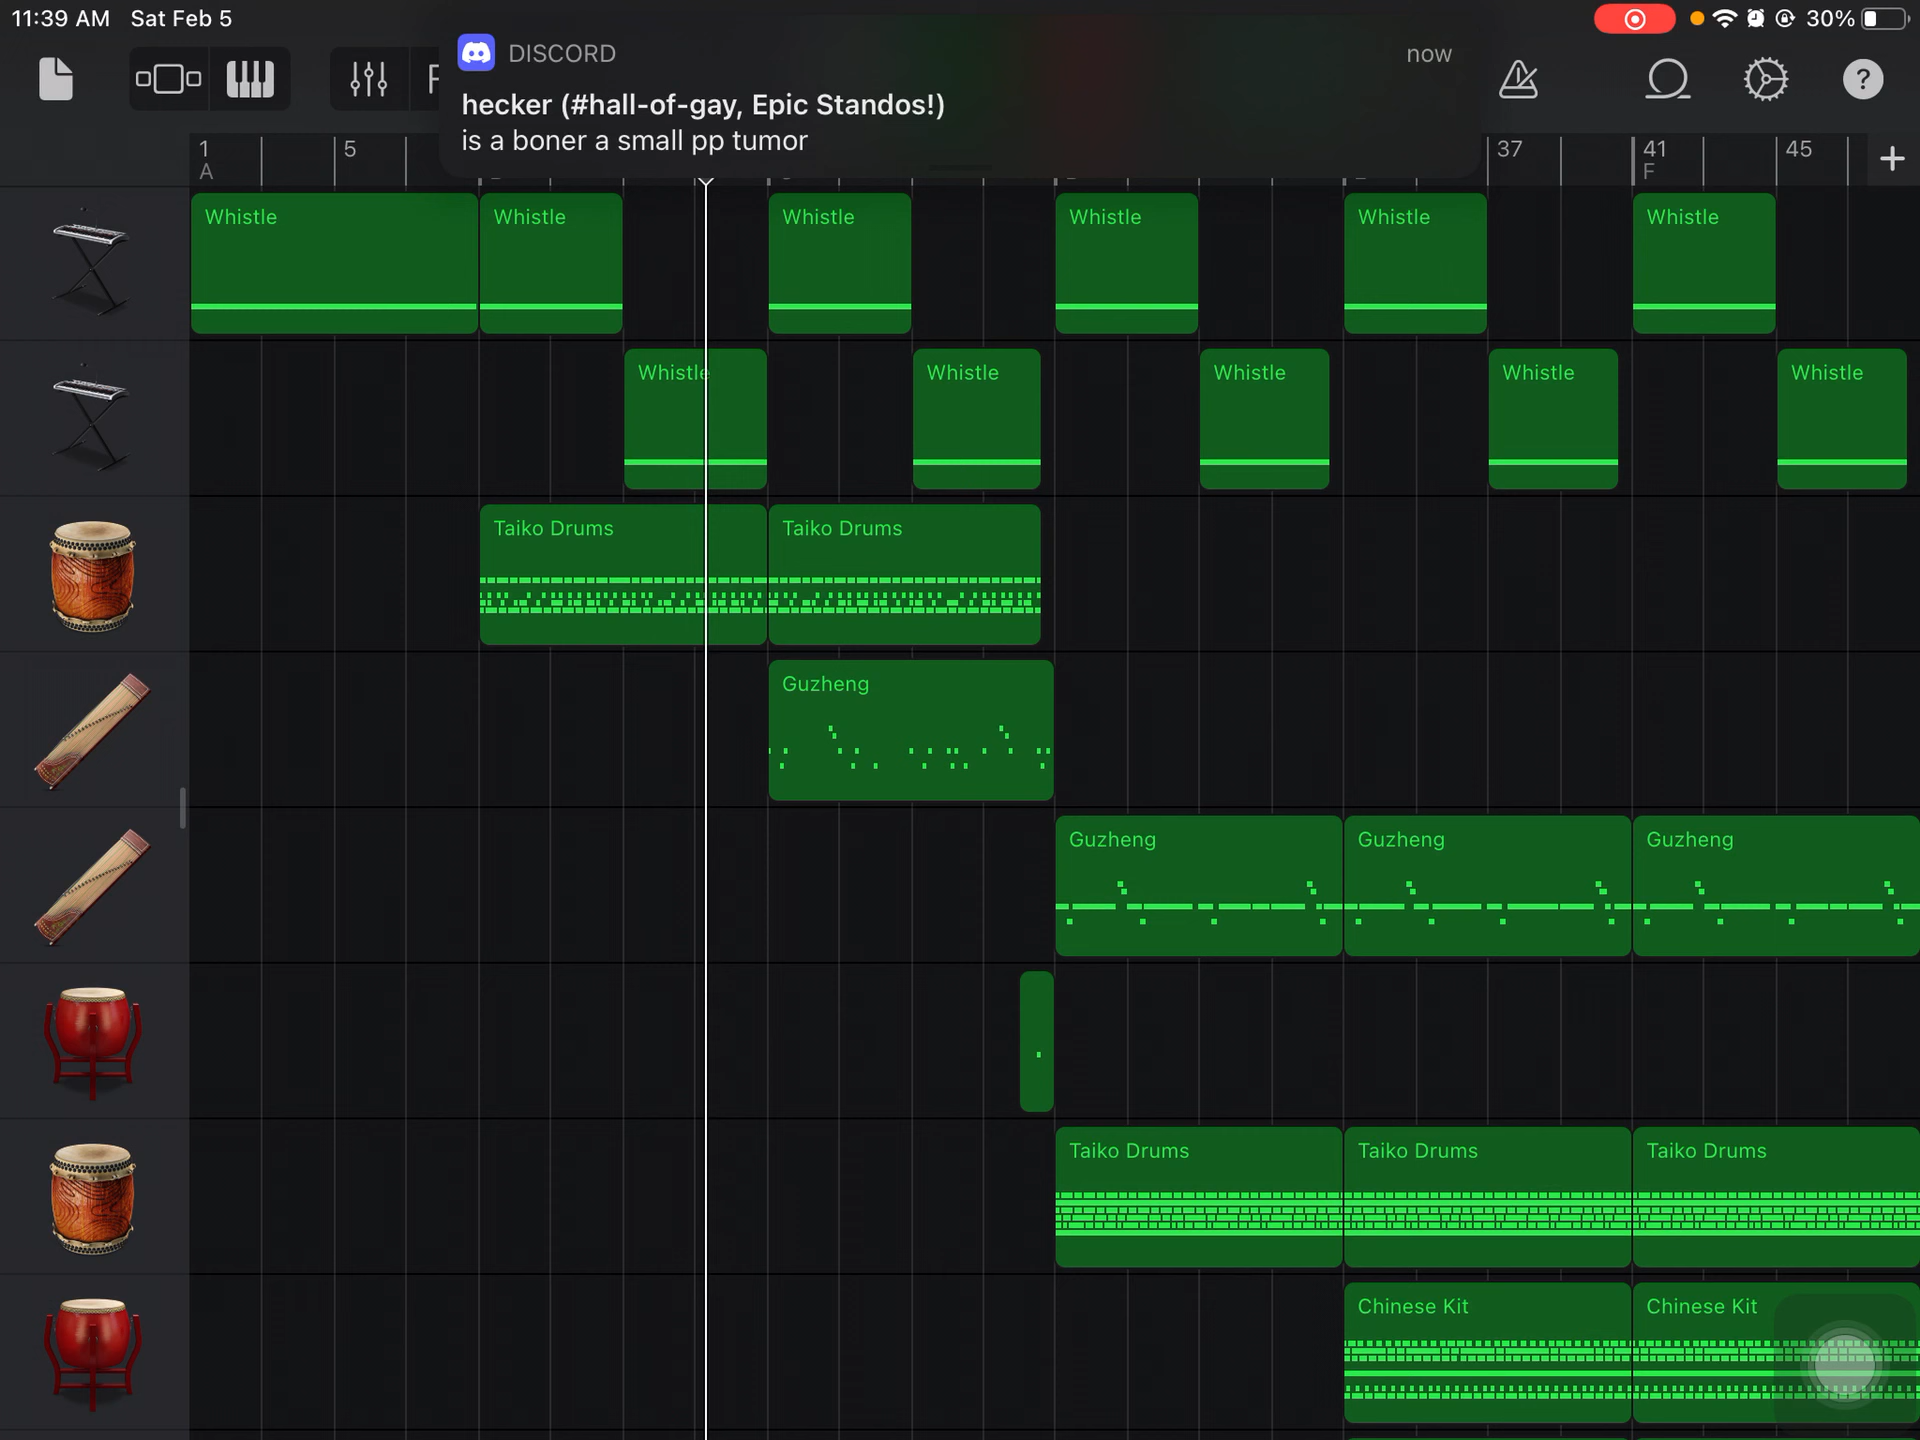 11:39 AM Sat Feb 5
30%
DISCORD now
hecker (#hall-of-gay, Epic Standos!)
is a boner a small pp tumor
?
1 5 37 41 45 +
A F
Whistle Whistle Whistle Whistle Whistle Whistle
Whistle Whistle Whistle Whistle Whistle
Taiko Drums Taiko Drums
Guzheng
Guzheng Guzheng Guzheng
Taiko Drums Taiko Drums Taiko Drums
Chinese Kit Chinese Kit